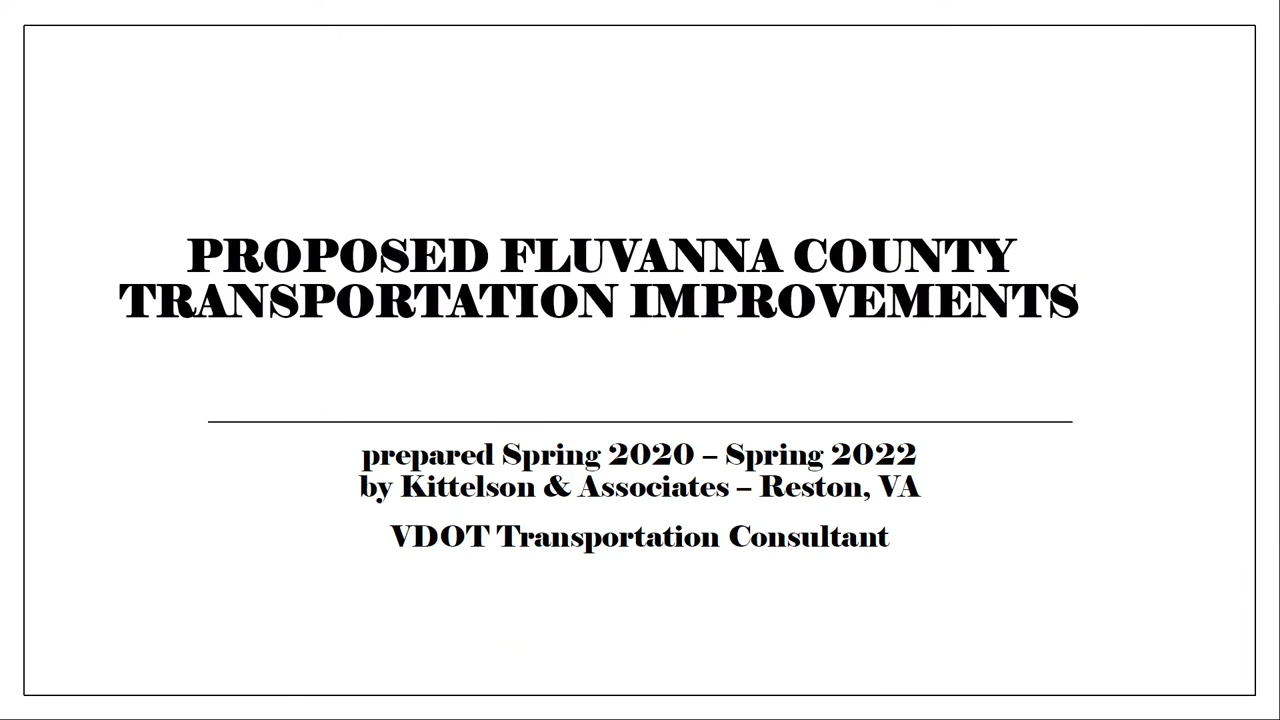 PROPOSED FLUVANNA COUNTY
TRANSPORTATION IMPROVEMENTS
prepared Spring 2020 – Spring 2022
by Kittelson & Associates – Reston, VA
VDOT Transportation Consultant